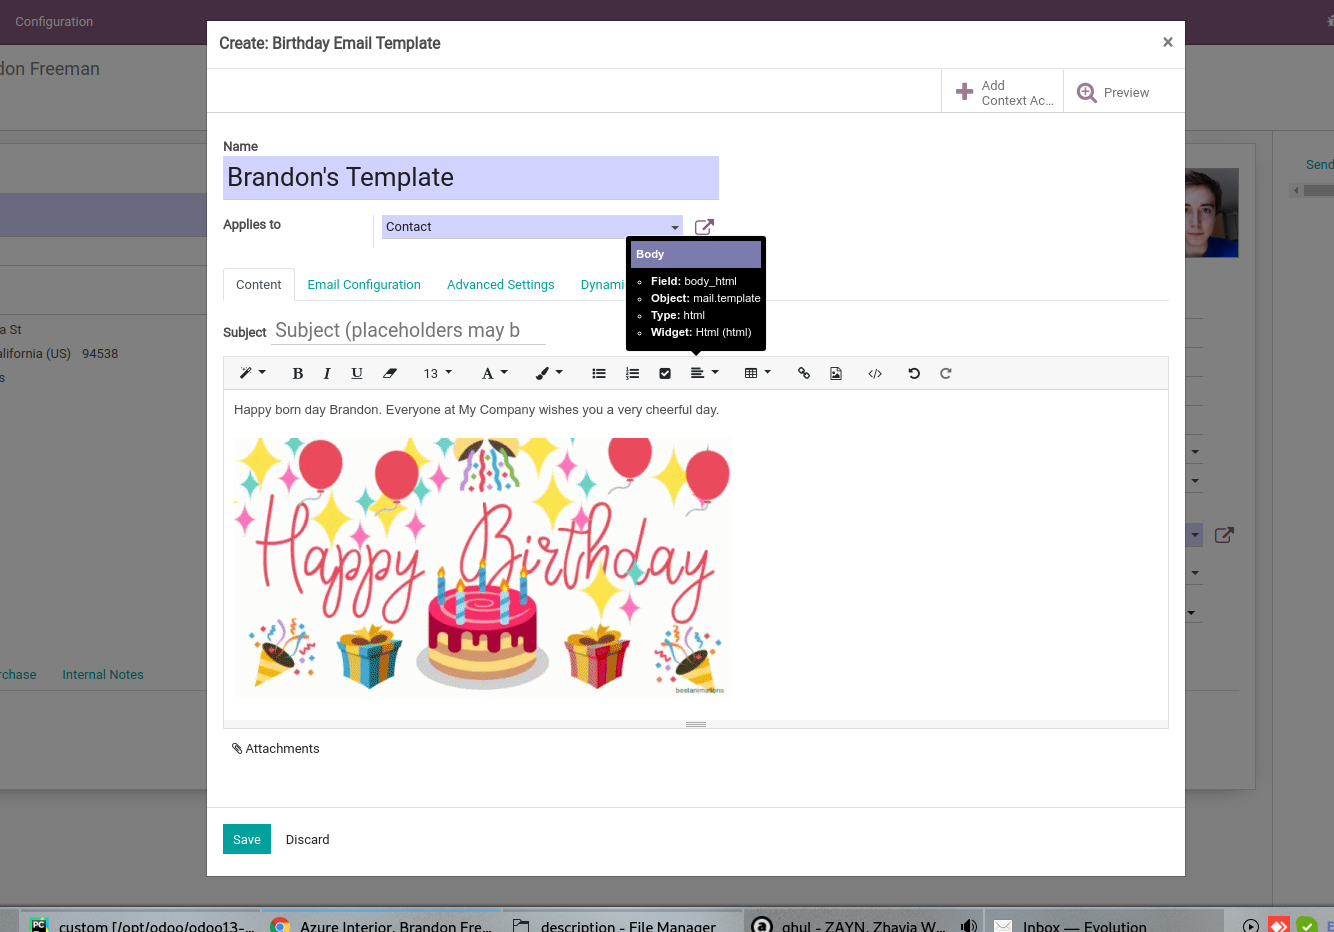 Configuration
don Freeman
Create: Birthday Email Template
×
Add
Context Ac...
Preview
Name
Brandon's Template
Applies to
Contact
Send
Body
Field: body_html
Object: mail.template
Type: html
Widget: Html (html)
Content
Email Configuration
Advanced Settings
Dynami
a St
alifornia (US) 94538
s
Subject
Subject (placeholders may b
B
I
U
13
A
</>
Happy born day Brandon. Everyone at My Company wishes you a very cheerful day.
Happy Birthday
bestanimations
rchase
Internal Notes
Attachments
Save
Discard
PC
custom [/opt/odoo/odoo13-...
Azure Interior, Brandon Fre...
description - File Manager
ghul - ZAYN, Zhavia W...
Inbox — Evolution